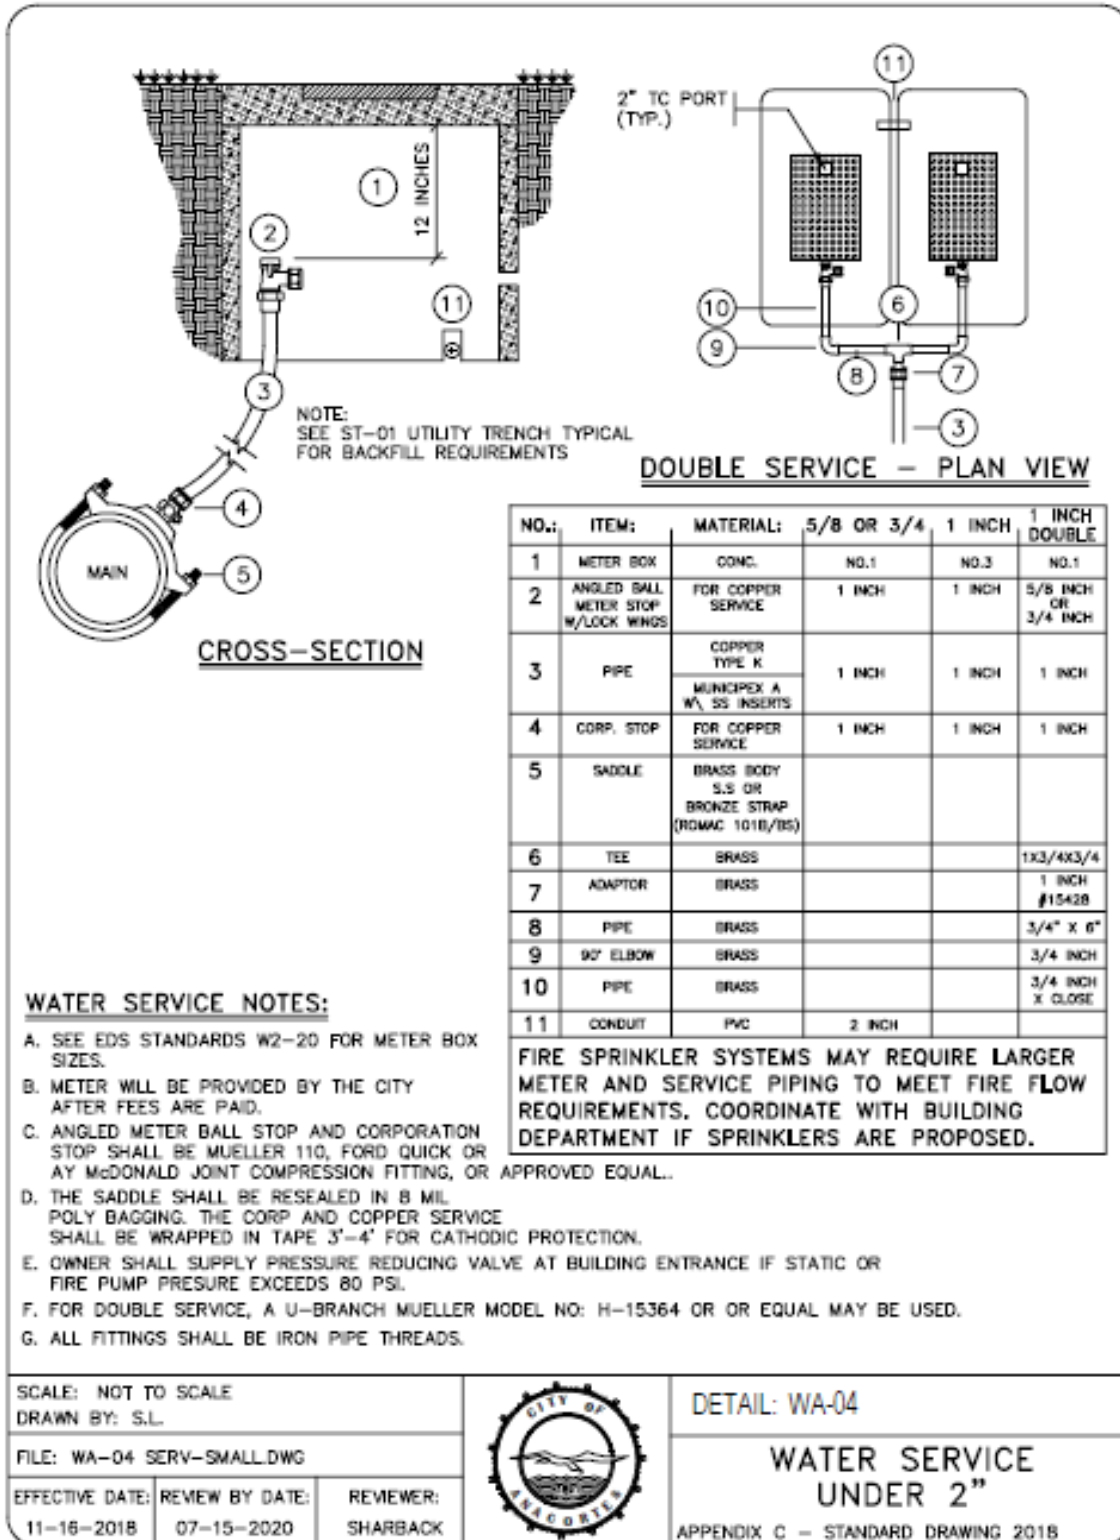 12 INCHES
1
2
11
3
NOTE:
SEE ST-01 UTILITY TRENCH TYPICAL
FOR BACKFILL REQUIREMENTS
4
MAIN
5
CROSS-SECTION
11
2" TC PORT
(TYP.)
10
6
9
8
7
3
DOUBLE SERVICE - PLAN VIEW
NO.: ITEM: MATERIAL: 5/8 OR 3/4 1 INCH 1 INCH DOUBLE
1 METER BOX CONC. NO.1 NO.3 NO.1
2 ANGLED BALL METER STOP W/LOCK WINGS FOR COPPER SERVICE 1 INCH 1 INCH 5/8 INCH OR 3/4 INCH
3 PIPE COPPER TYPE K MUNICIPEX A W\ SS INSERTS 1 INCH 1 INCH 1 INCH
4 CORP. STOP FOR COPPER SERVICE 1 INCH 1 INCH 1 INCH
5 SADDLE BRASS BODY S.S OR BRONZE STRAP (ROMAC 101B/BS)
6 TEE BRASS 1X3/4X3/4
7 ADAPTOR BRASS 1 INCH #15428
8 PIPE BRASS 3/4" X 6"
9 90° ELBOW BRASS 3/4 INCH
10 PIPE BRASS 3/4 INCH X CLOSE
11 CONDUIT PVC 2 INCH
FIRE SPRINKLER SYSTEMS MAY REQUIRE LARGER
METER AND SERVICE PIPING TO MEET FIRE FLOW
REQUIREMENTS. COORDINATE WITH BUILDING
DEPARTMENT IF SPRINKLERS ARE PROPOSED.
WATER SERVICE NOTES:
A. SEE EDS STANDARDS W2-20 FOR METER BOX
SIZES.
B. METER WILL BE PROVIDED BY THE CITY
AFTER FEES ARE PAID.
C. ANGLED METER BALL STOP AND CORPORATION
STOP SHALL BE MUELLER 110, FORD QUICK OR
AY McDONALD JOINT COMPRESSION FITTING, OR APPROVED EQUAL..
D. THE SADDLE SHALL BE RESEALED IN 8 MIL
POLY BAGGING. THE CORP AND COPPER SERVICE
SHALL BE WRAPPED IN TAPE 3'-4' FOR CATHODIC PROTECTION.
E. OWNER SHALL SUPPLY PRESSURE REDUCING VALVE AT BUILDING ENTRANCE IF STATIC OR
FIRE PUMP PRESURE EXCEEDS 80 PSI.
F. FOR DOUBLE SERVICE, A U-BRANCH MUELLER MODEL NO: H-15364 OR OR EQUAL MAY BE USED.
G. ALL FITTINGS SHALL BE IRON PIPE THREADS.
SCALE: NOT TO SCALE
DRAWN BY: S.L.
FILE: WA-04 SERV-SMALL.DWG
EFFECTIVE DATE: 11-16-2018
REVIEW BY DATE: 07-15-2020
REVIEWER: SHARBACK
CITY OF
ANACORTES
DETAIL: WA-04
WATER SERVICE
UNDER 2"
APPENDIX C - STANDARD DRAWING 2018